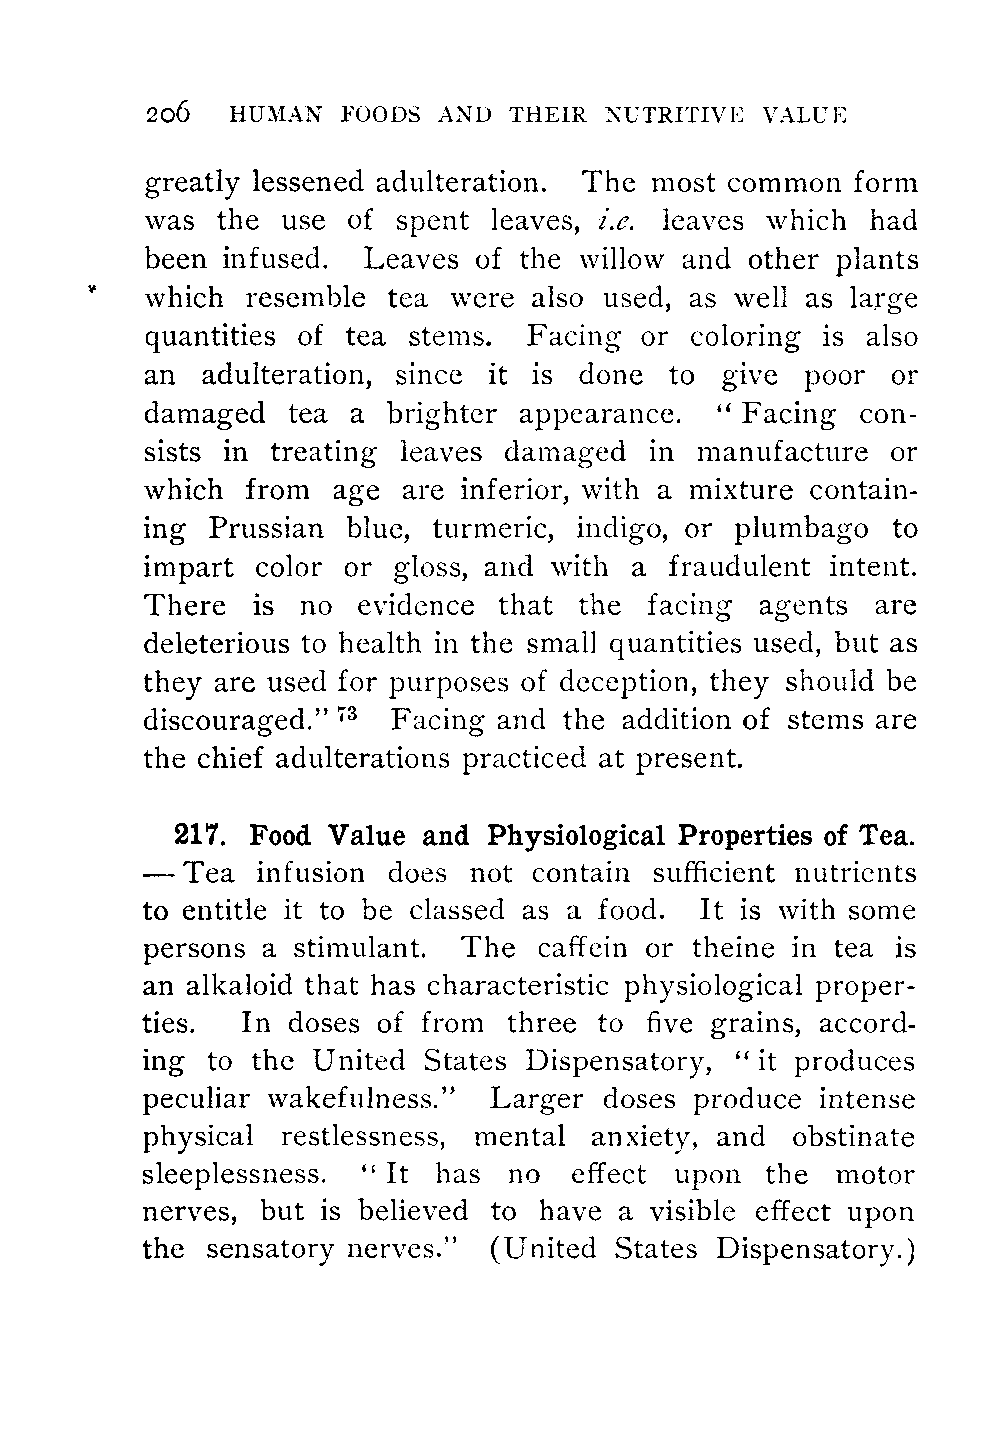 206 HUMAN FOODS AND THEIR NUTRITIVE VALUE
greatly lessened adulteration. The most common form
was the use of spent leaves, i.e. leaves which had
been infused. Leaves of the willow and other plants
which resemble tea were also used, as well as large
quantities of tea stems. Facing or coloring is also
an adulteration, since it is done to give poor or
damaged tea a brighter appearance. “Facing con-
sists in treating leaves damaged in manufacture or
which from age are inferior, with a mixture contain-
ing Prussian blue, turmeric, indigo, or plumbago to
impart color or gloss, and with a fraudulent intent.
There is no evidence that the facing agents are
deleterious to health in the small quantities used, but as
they are used for purposes of deception, they should be
discouraged.” 73 Facing and the addition of stems are
the chief adulterations practiced at present.
217. Food Value and Physiological Properties of Tea.
— Tea infusion does not contain sufficient nutrients
to entitle it to be classed as a food. It is with some
persons a stimulant. The caffein or theine in tea is
an alkaloid that has characteristic physiological proper-
ties. In doses of from three to five grains, accord-
ing to the United States Dispensatory, “it produces
peculiar wakefulness.” Larger doses produce intense
physical restlessness, mental anxiety, and obstinate
sleeplessness. “It has no effect upon the motor
nerves, but is believed to have a visible effect upon
the sensatory nerves.” (United States Dispensatory.)